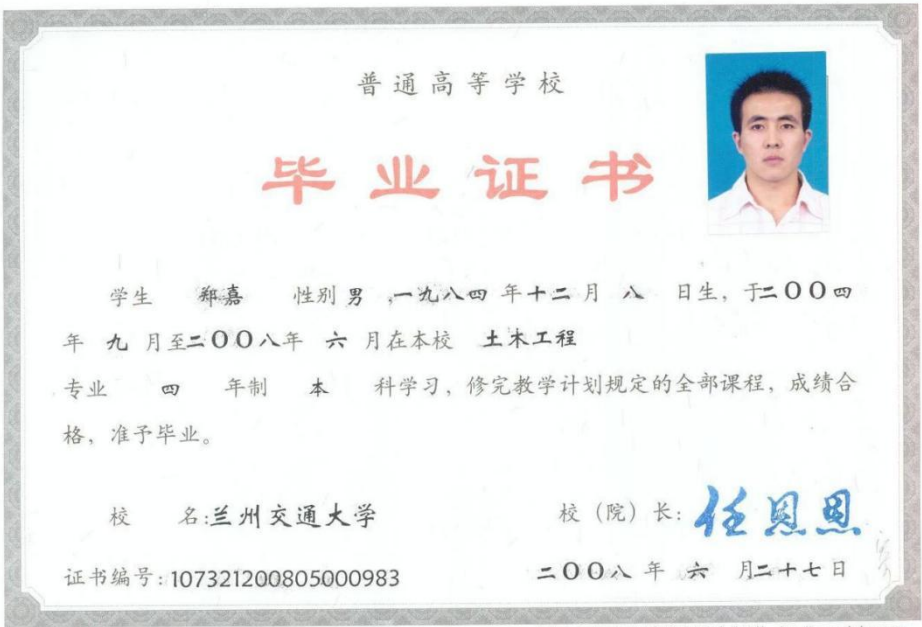 普通高等学校
毕业证书
学生 郑嘉 性别 男 ,一九八四 年 十二 月 八 日生, 于二〇〇四
年 九 月至二〇〇八年 六 月在本校 土木工程
专业 四 年制 本 科学习, 修完教学计划规定的全部课程, 成绩合
格, 准予毕业。
校 名:兰州交通大学 校(院)长: 任恩恩
证书编号:107321200805000983 二〇〇八 年 六 月二十七日